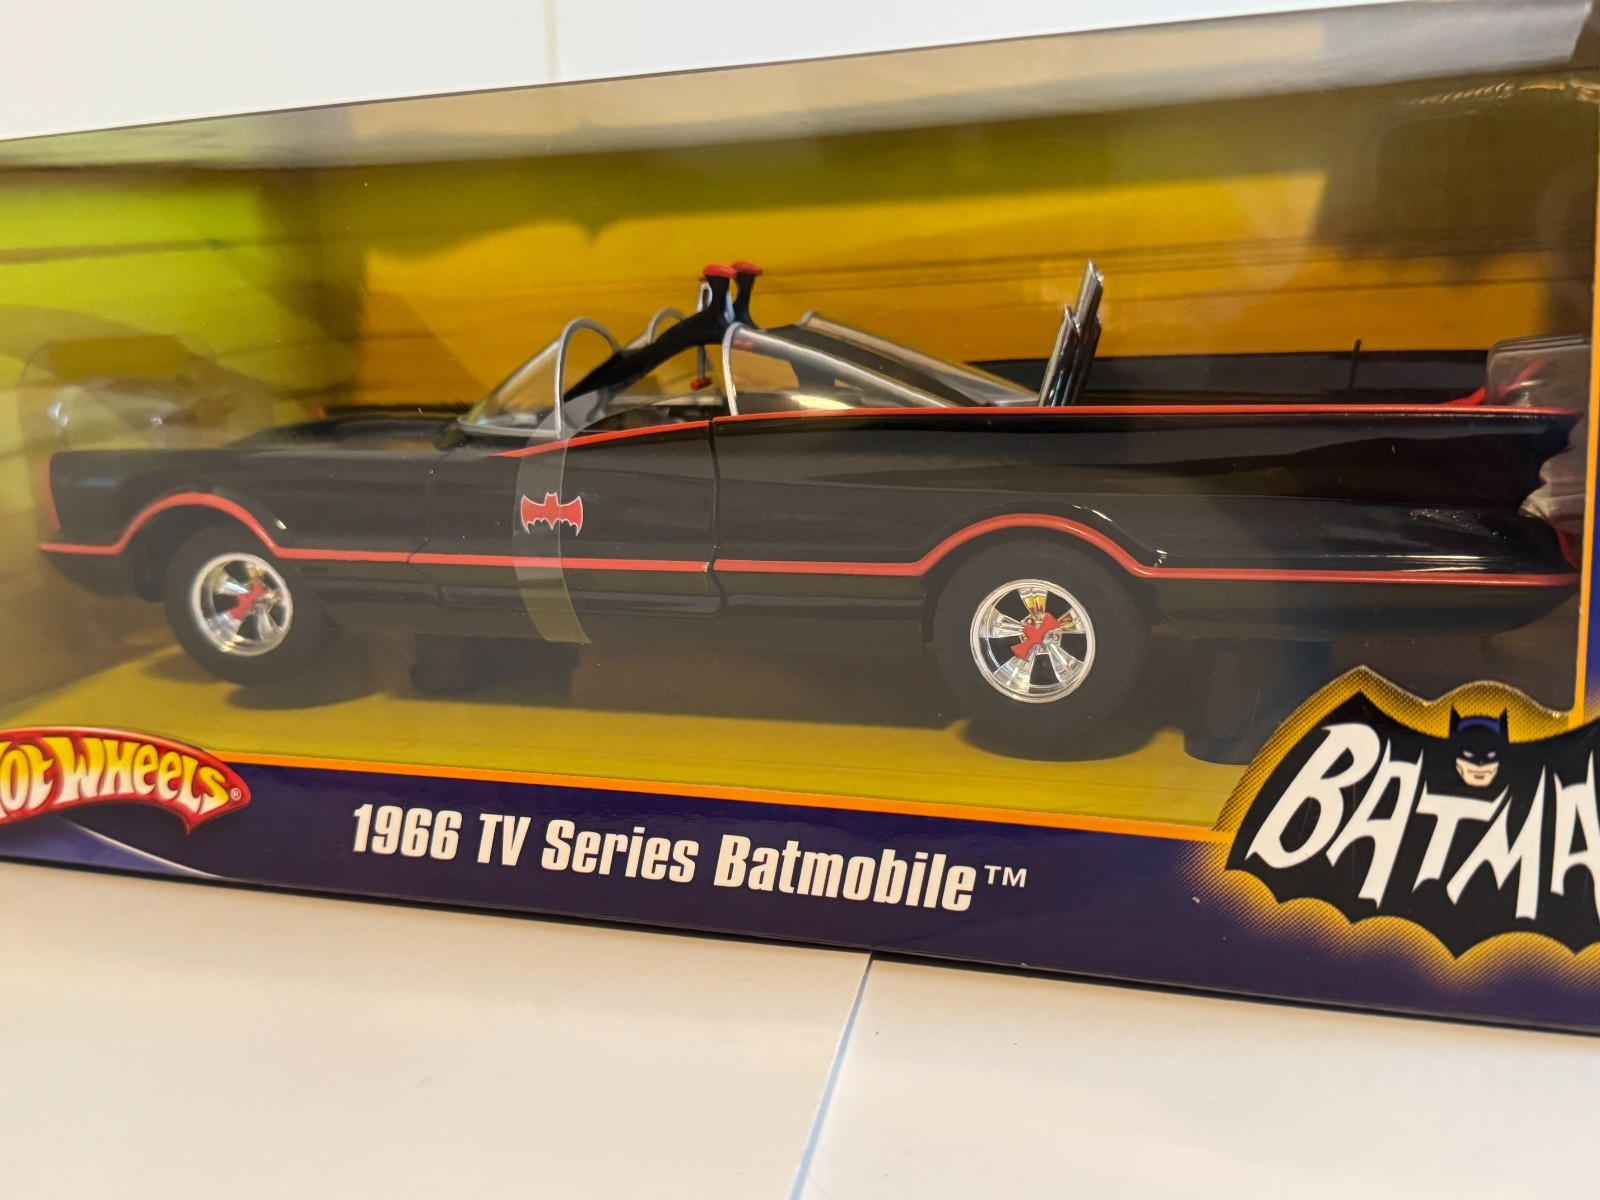 HOT WHEELS®
1966 TV Series Batmobile™
BATMA